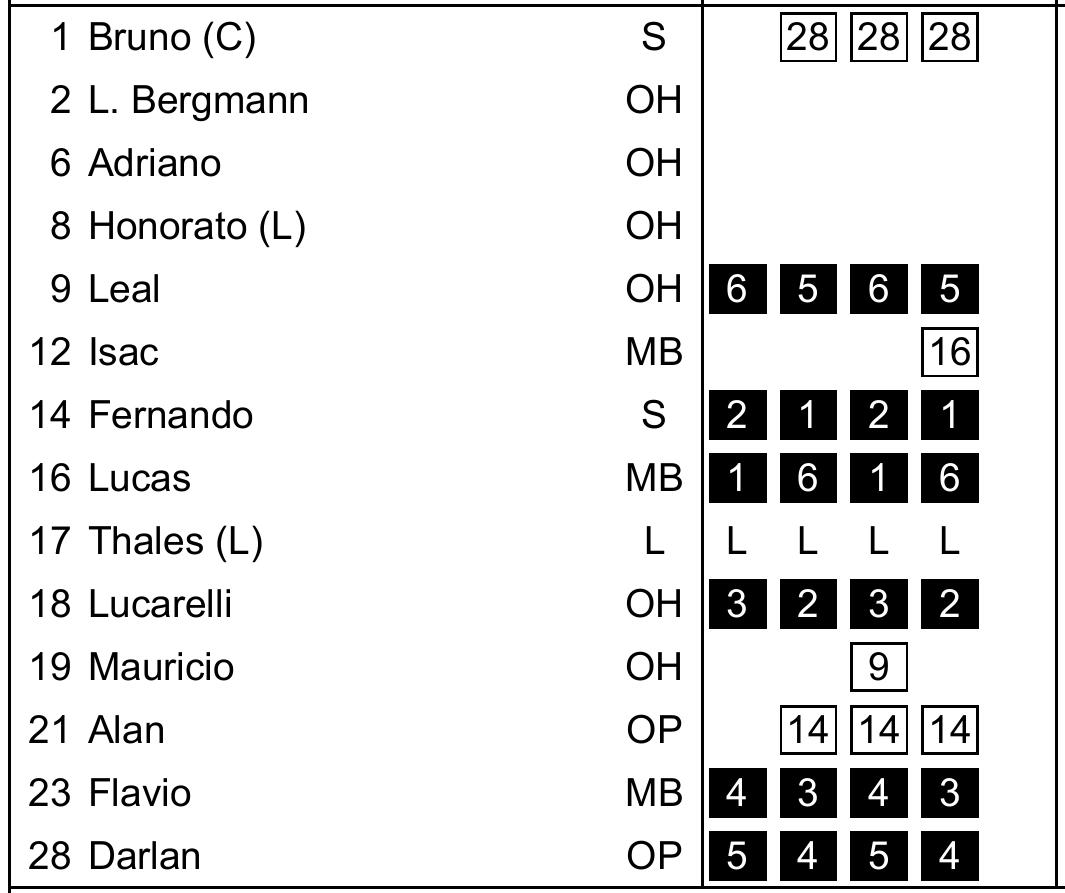 1 Bruno (C) S 28 28 28
2 L. Bergmann OH
6 Adriano OH
8 Honorato (L) OH
9 Leal OH 6 5 6 5
12 Isac MB 16
14 Fernando S 2 1 2 1
16 Lucas MB 1 6 1 6
17 Thales (L) L L L L L
18 Lucarelli OH 3 2 3 2
19 Mauricio OH 9
21 Alan OP 14 14 14
23 Flavio MB 4 3 4 3
28 Darlan OP 5 4 5 4